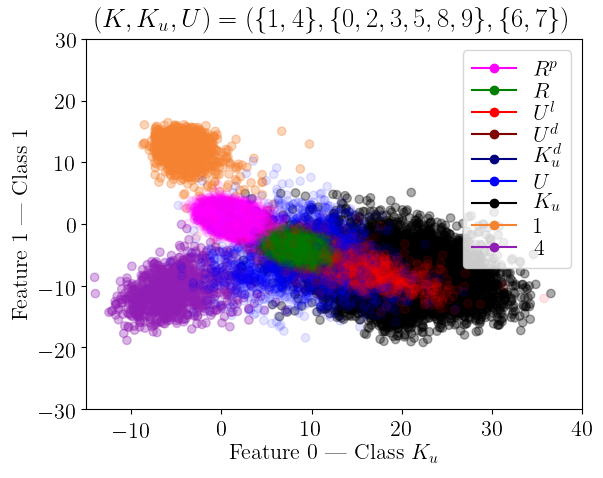 (K, K_u, U) = ({1, 4}, {0, 2, 3, 5, 8, 9}, {6, 7})
30
20
10
0
−10
−20
−30
Feature 1 — Class 1
R^p
R
U^l
U^d
K_u^d
U
K_u
1
4
−10 0 10 20 30 40
Feature 0 — Class K_u